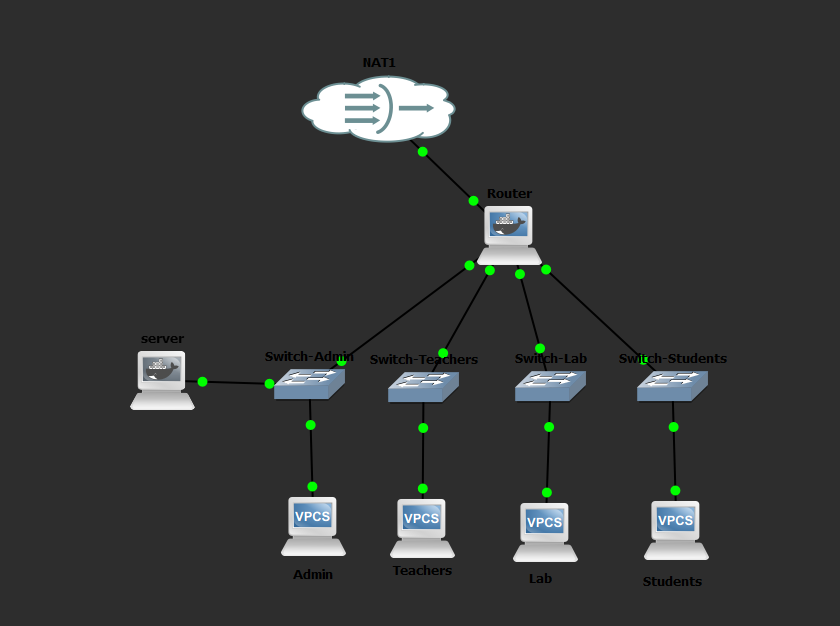 NAT1
Router
server
Switch-Admin
Switch-Teachers
Switch-Lab
Switch-Students
VPCS
VPCS
VPCS
VPCS
Admin
Teachers
Lab
Students